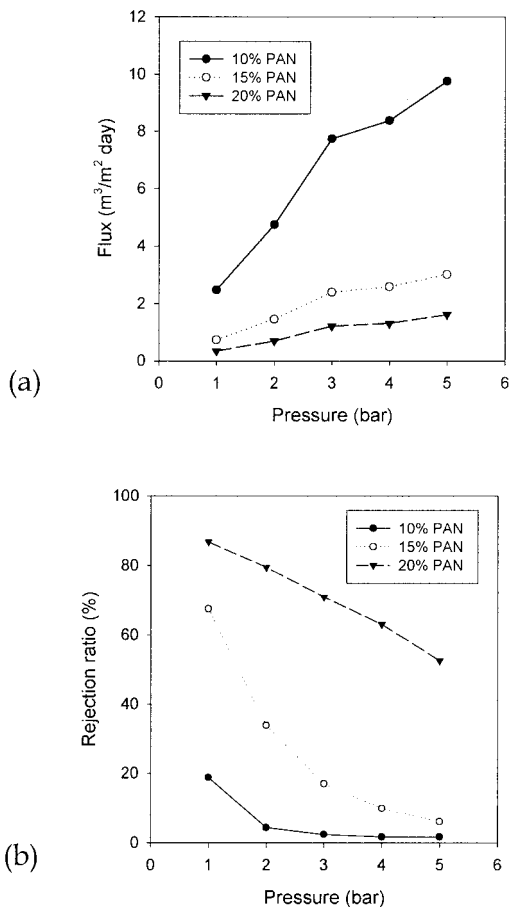 12
10
8
6
4
2
0
Flux (m³/m² day)
10% PAN
15% PAN
20% PAN
0 1 2 3 4 5 6
Pressure (bar)
(a)
100
80
60
40
20
0
Rejection ratio (%)
10% PAN
15% PAN
20% PAN
0 1 2 3 4 5 6
Pressure (bar)
(b)